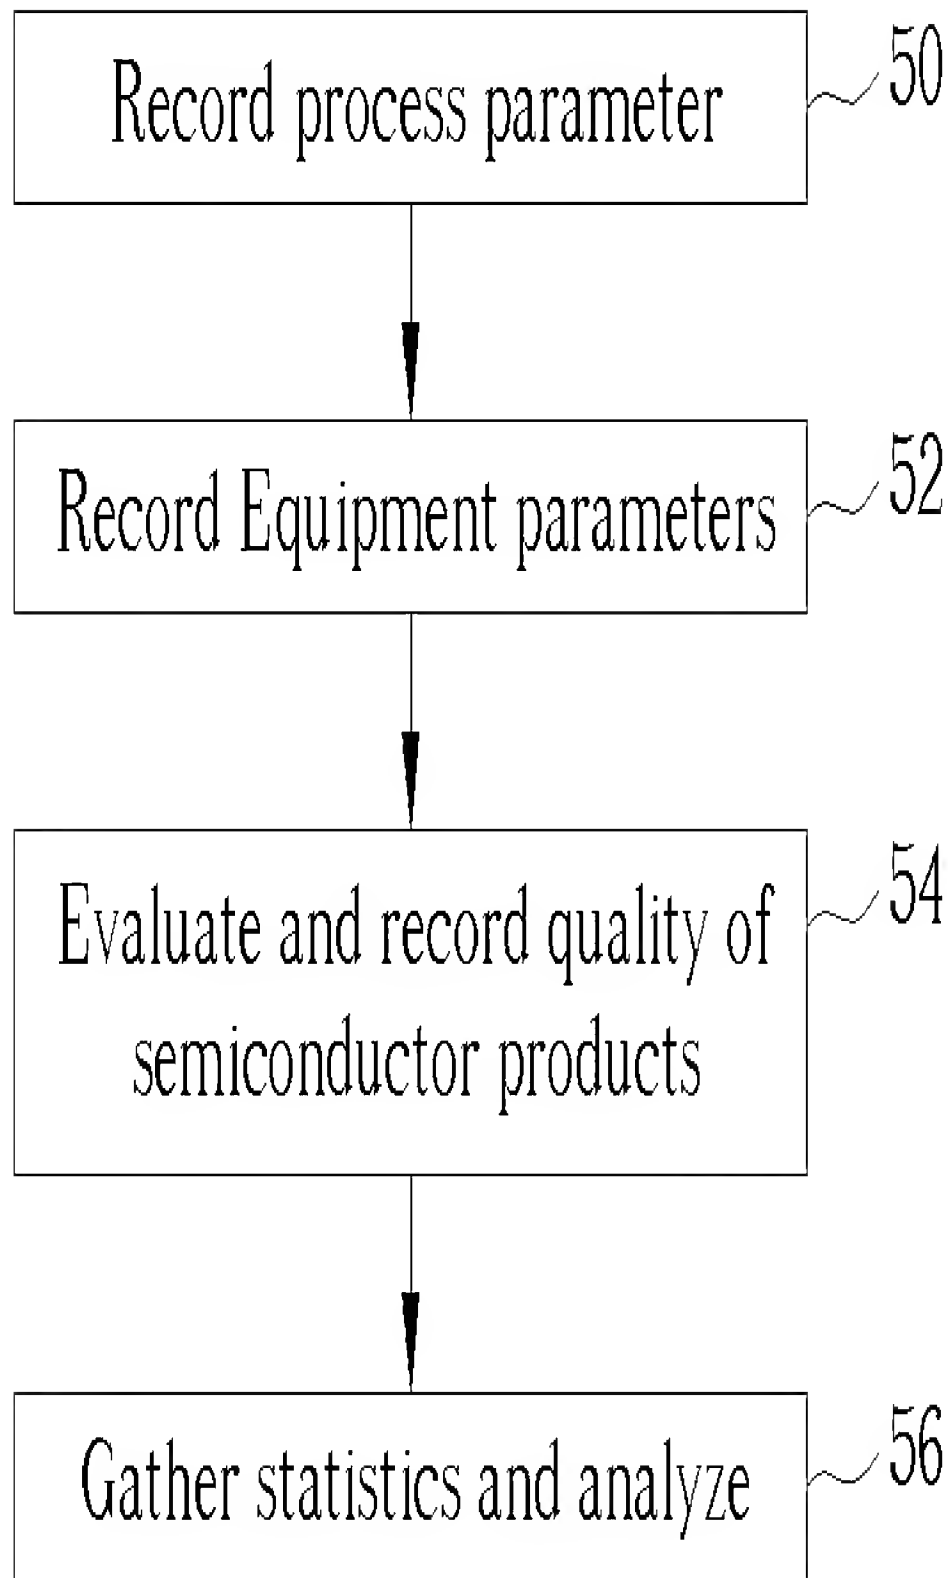 Record process parameter
50
Record Equipment parameters
52
Evaluate and record quality of
semiconductor products
54
Gather statistics and analyze
56